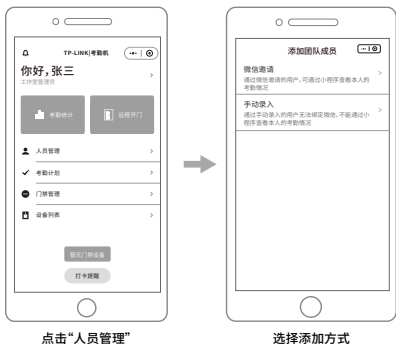 TP-LINK|考勤机
你好,张三
工作室管理员
考勤统计
远程开门
人员管理
考勤计划
门禁管理
设备列表
暂无门禁设备
打卡提醒
点击“人员管理”
添加团队成员
微信邀请
通过微信邀请的用户,可通过小程序查看本人的
考勤情况
手动录入
通过手动录入的用户无法绑定微信,不能通过小
程序查看本人的考勤情况
选择添加方式